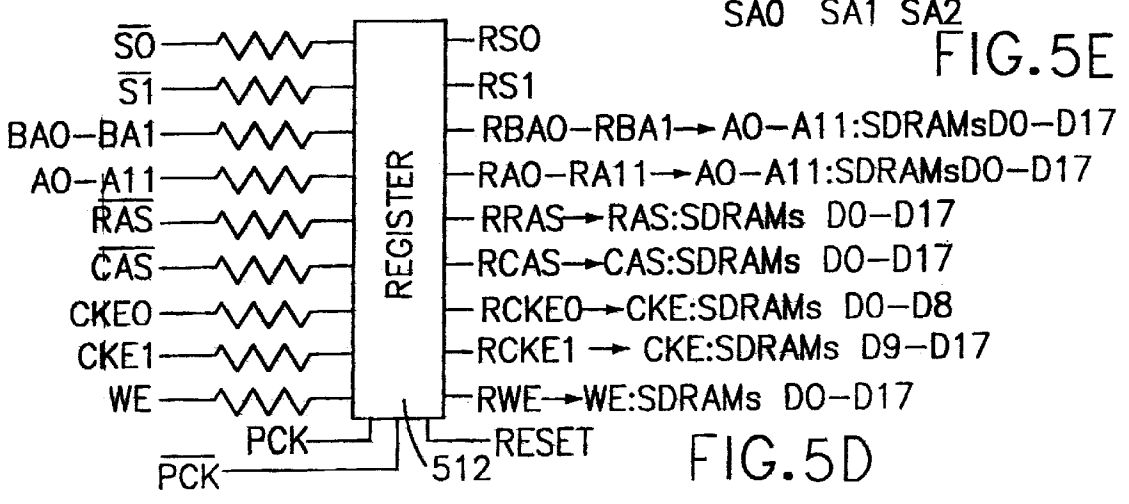 SA0 SA1 SA2
FIG.5E
S0 RS0
S1 RS1
BA0-BA1 RBA0-RBA1→A0-A11:SDRAMsD0-D17
A0-A11 RA0-RA11→A0-A11:SDRAMsD0-D17
RAS RRAS→RAS:SDRAMs D0-D17
CAS RCAS→CAS:SDRAMs D0-D17
CKE0 RCKE0→CKE:SDRAMs D0-D8
CKE1 RCKE1→CKE:SDRAMs D9-D17
WE RWE→WE:SDRAMs D0-D17
REGISTER
PCK RESET
PCK 512
FIG.5D